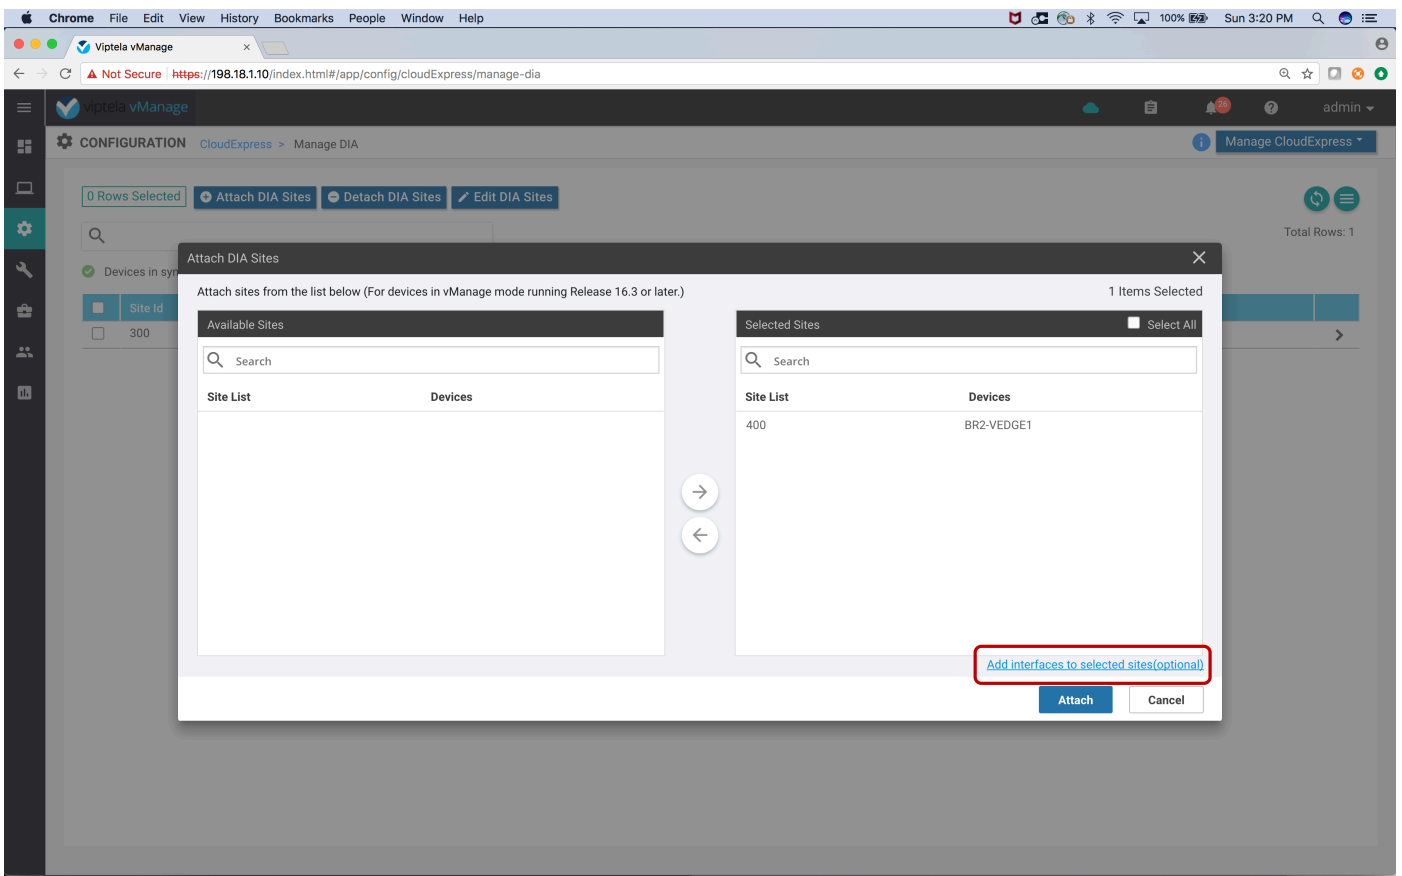 Chrome File Edit View History Bookmarks People Window Help 100% Sun 3:20 PM
Viptela vManage
Not Secure https://198.18.1.10/index.html#/app/config/cloudExpress/manage-dia
viptela vManage 26 admin
CONFIGURATION CloudExpress > Manage DIA Manage CloudExpress
0 Rows Selected Attach DIA Sites Detach DIA Sites Edit DIA Sites
Total Rows: 1
Attach DIA Sites
Devices in syn
Attach sites from the list below (For devices in vManage mode running Release 16.3 or later.) 1 Items Selected
Site Id
Available Sites Selected Sites Select All
300
Search Search
Site List Devices Site List Devices
400 BR2-VEDGE1
Add interfaces to selected sites(optional)
Attach Cancel